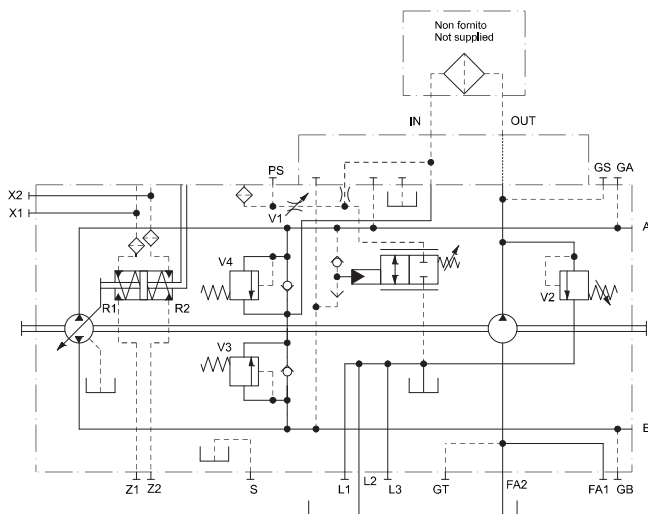 Non fornito
Not supplied
IN
OUT
PS
GS
GA
X2
X1
V1
A
V4
R1
R2
V2
V3
B
Z1
Z2
S
L1
L2
L3
GT
FA2
FA1
GB